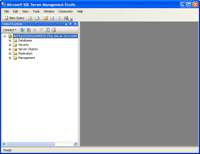 Microsoft SQL Server Management Studio
File Edit View Tools Window Community Help
New Query
Object Explorer
Connect
Databases
Security
Server Objects
Replication
Management
Ready